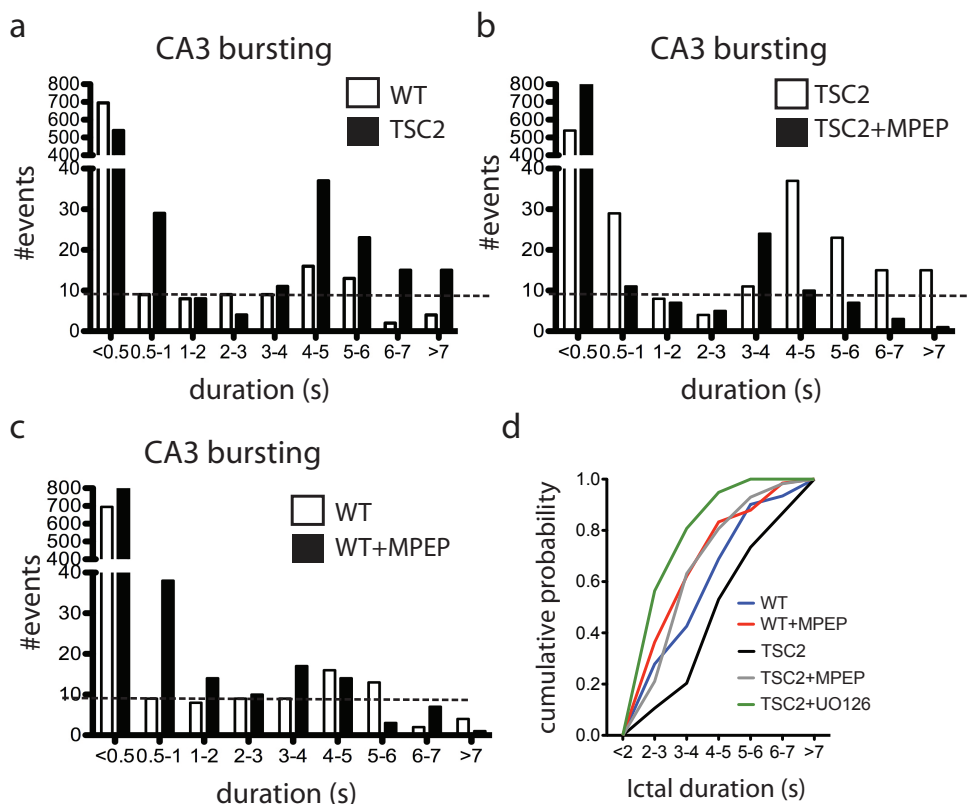 a
CA3 bursting
WT
TSC2
#events
800
700
600
500
400
40
30
20
10
0
<0.5 0.5-1 1-2 2-3 3-4 4-5 5-6 6-7 >7
duration (s)
b
CA3 bursting
TSC2
TSC2+MPEP
#events
800
700
600
500
400
40
30
20
10
0
<0.5 0.5-1 1-2 2-3 3-4 4-5 5-6 6-7 >7
duration (s)
c
CA3 bursting
WT
WT+MPEP
#events
800
700
600
500
400
40
30
20
10
0
<0.5 0.5-1 1-2 2-3 3-4 4-5 5-6 6-7 >7
duration (s)
d
cumulative probability
1.0
0.8
0.6
0.4
0.2
0.0
WT
WT+MPEP
TSC2
TSC2+MPEP
TSC2+UO126
<2 2-3 3-4 4-5 5-6 6-7 >7
Ictal duration (s)